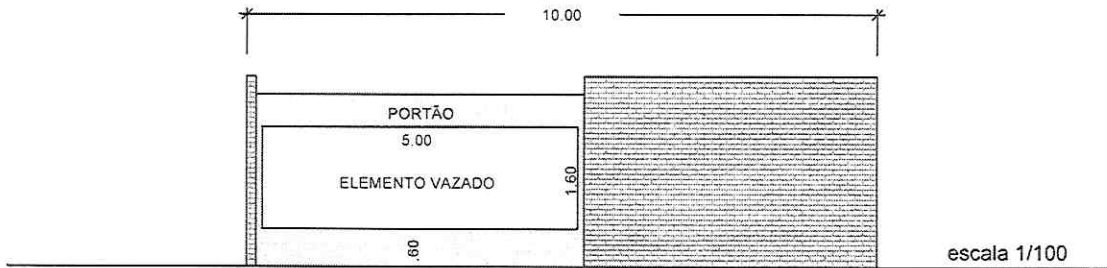 10.00
PORTÃO
5.00
ELEMENTO VAZADO
1.60
.60
escala 1/100